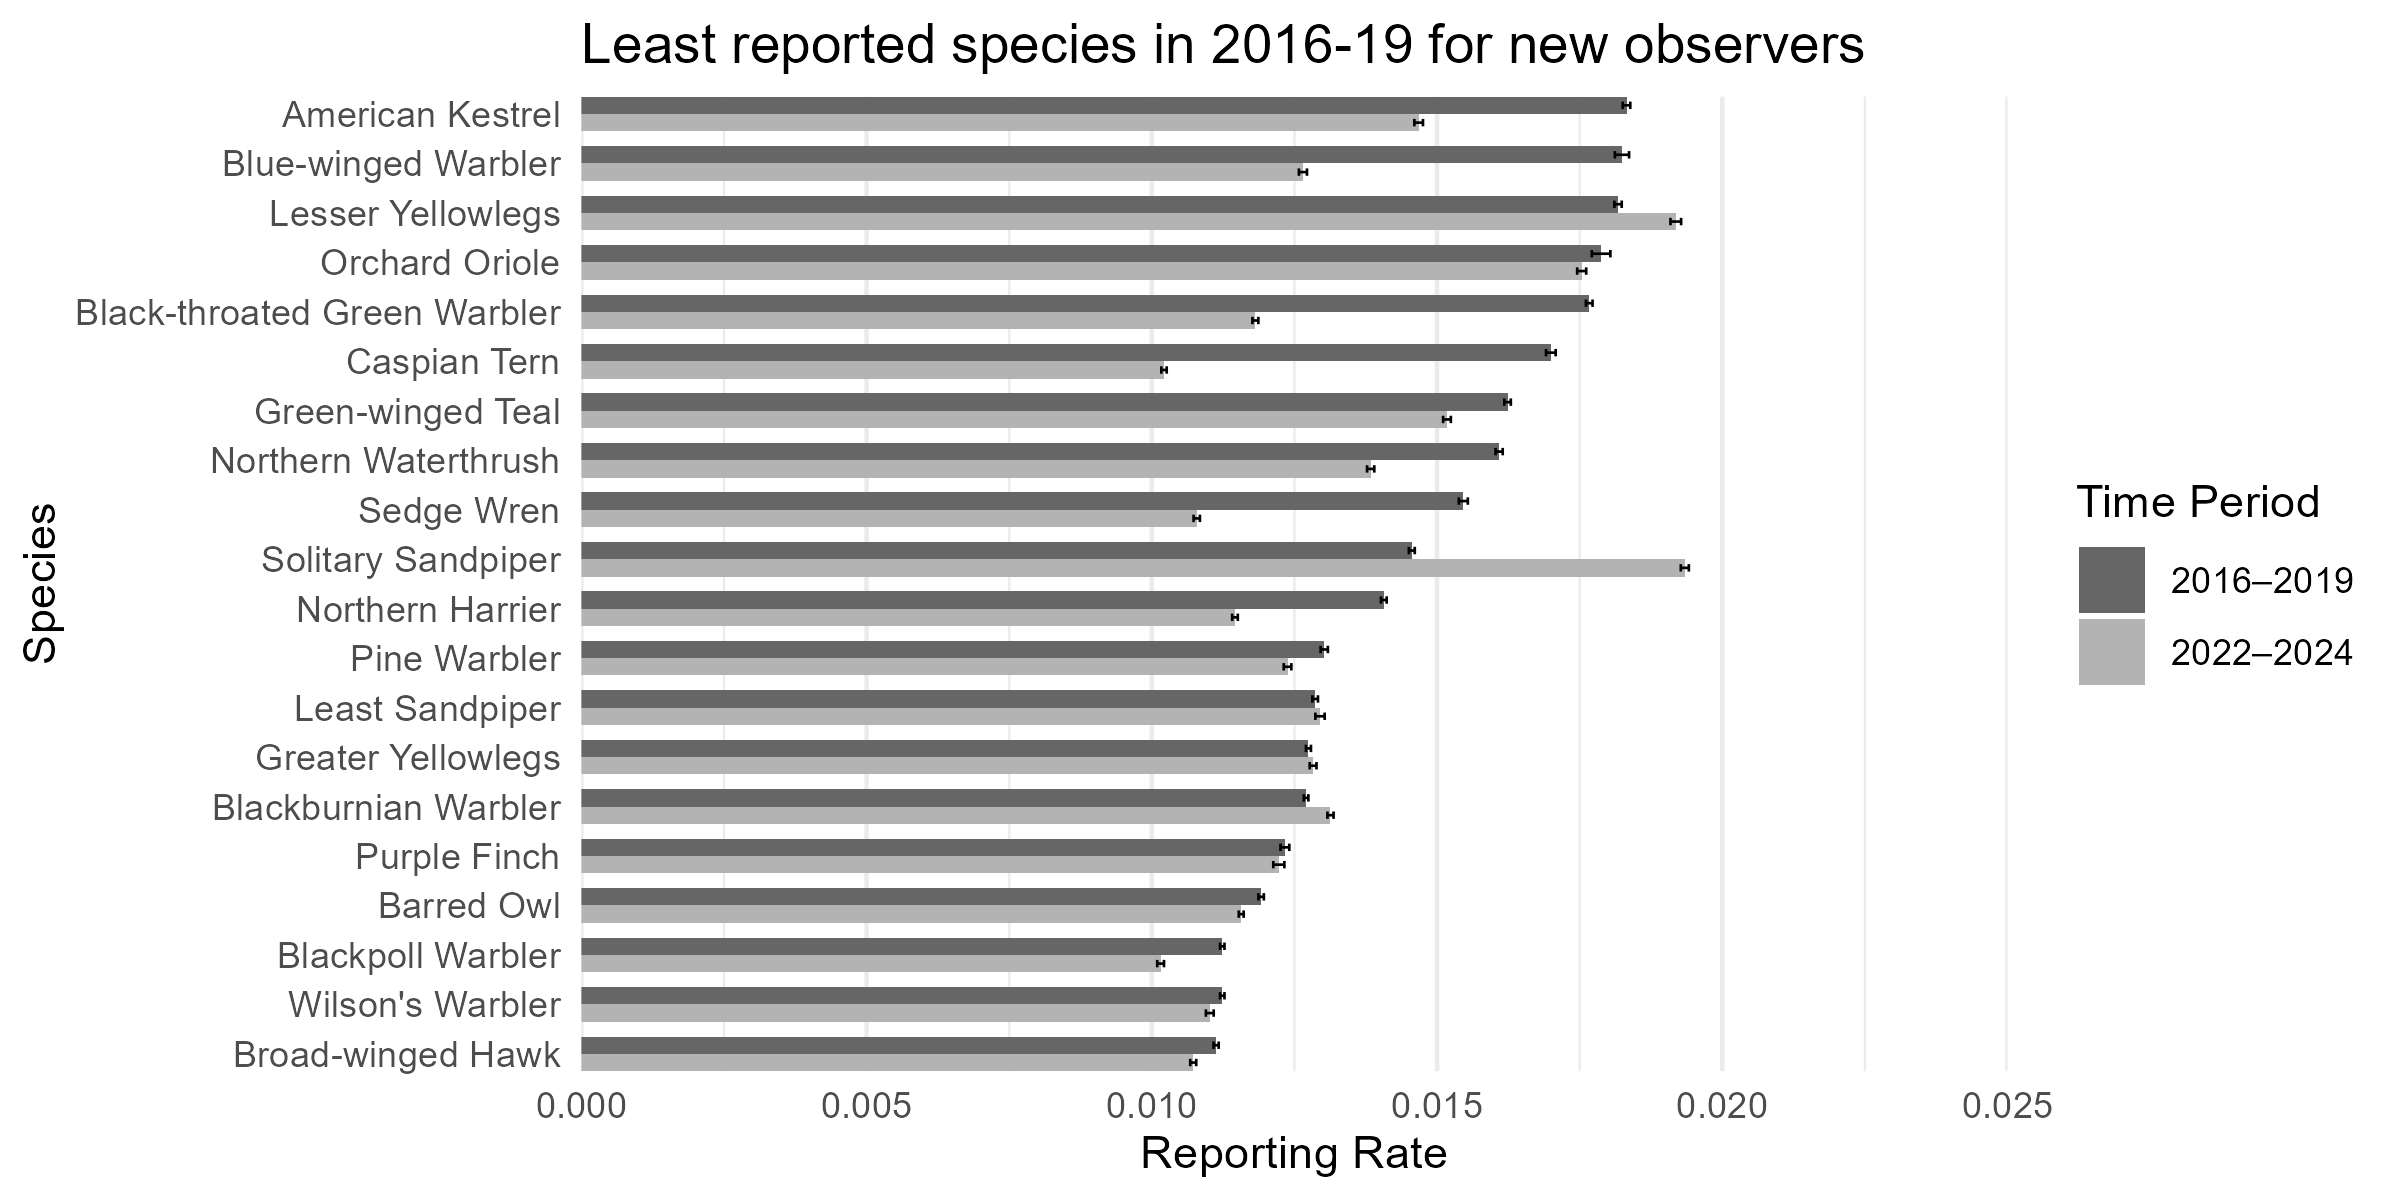 Least reported species in 2016-19 for new observers
American Kestrel
Blue-winged Warbler
Lesser Yellowlegs
Orchard Oriole
Black-throated Green Warbler
Caspian Tern
Green-winged Teal
Northern Waterthrush
Sedge Wren
Solitary Sandpiper
Northern Harrier
Pine Warbler
Least Sandpiper
Greater Yellowlegs
Blackburnian Warbler
Purple Finch
Barred Owl
Blackpoll Warbler
Wilson's Warbler
Broad-winged Hawk
Species
0.000 0.005 0.010 0.015 0.020 0.025
Reporting Rate
Time Period
2016–2019
2022–2024